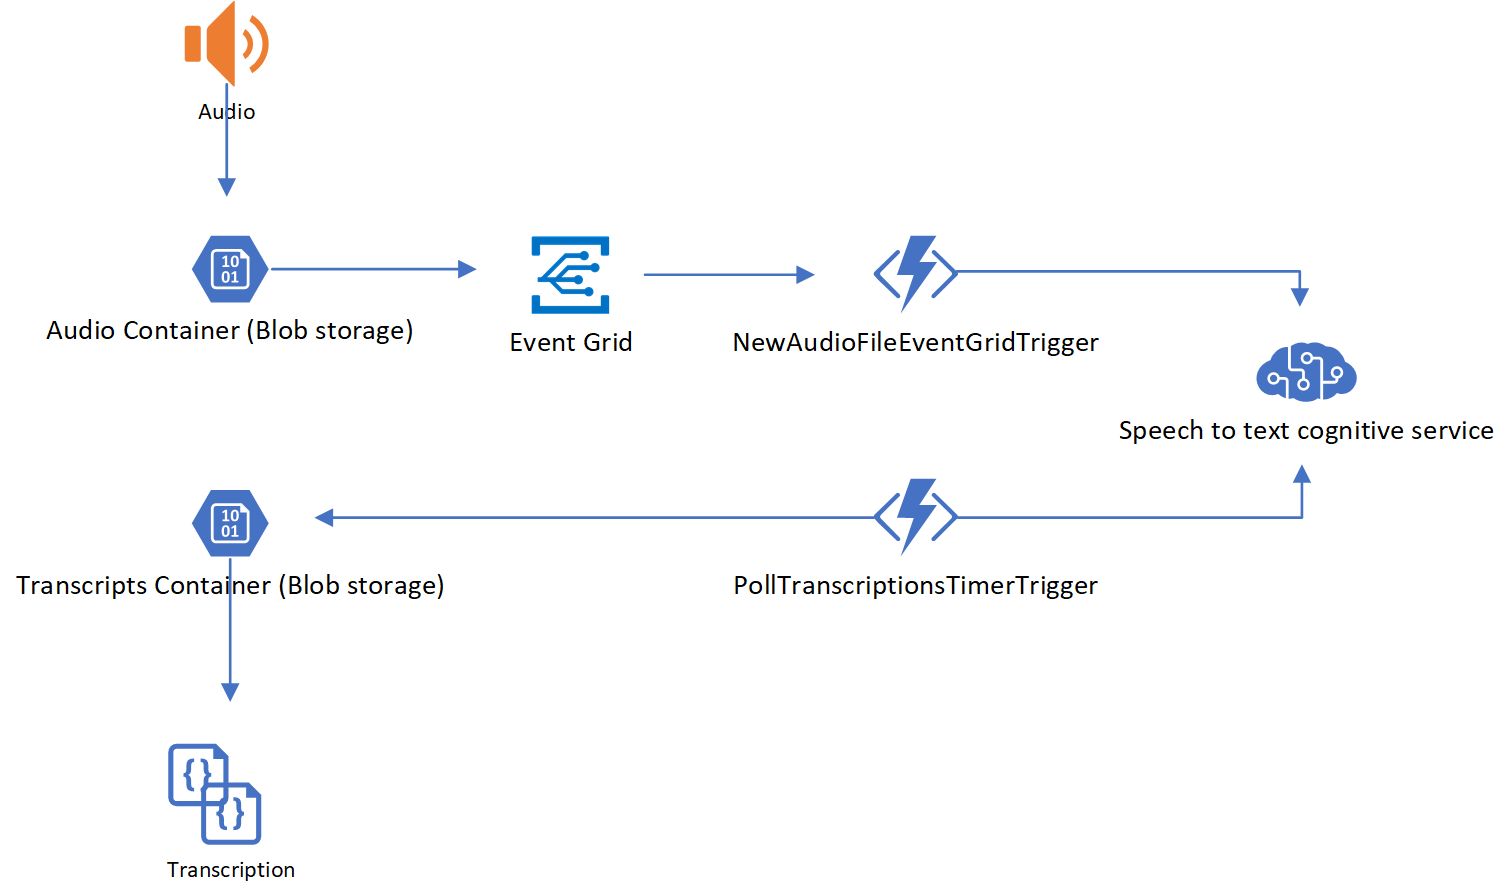 Audio
10
01
Audio Container (Blob storage)
Event Grid
NewAudioFileEventGridTrigger
Speech to text cognitive service
10
01
Transcripts Container (Blob storage)
PollTranscriptionsTimerTrigger
{}
{}
Transcription